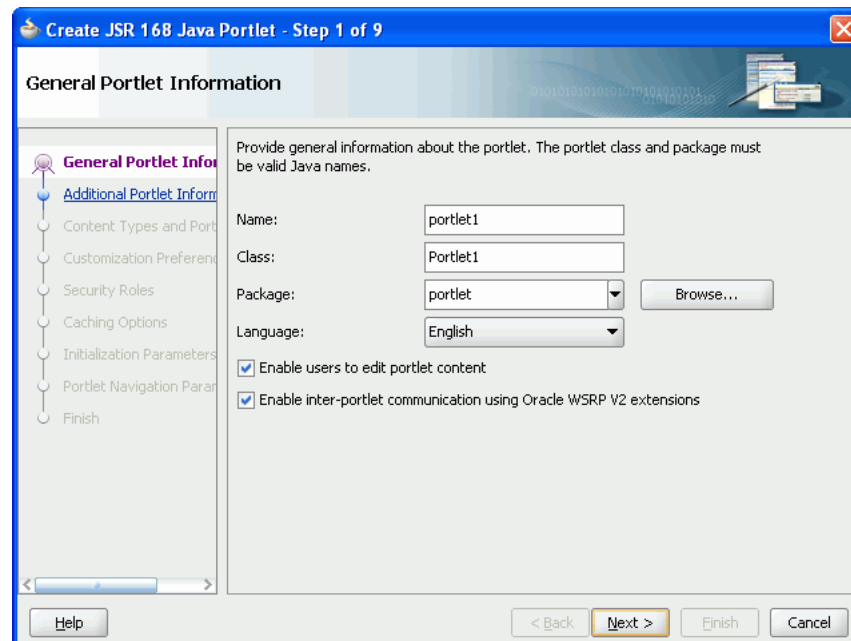 Create JSR 168 Java Portlet - Step 1 of 9
General Portlet Information
General Portlet Infor
Additional Portlet Inform
Content Types and Port
Customization Preferenc
Security Roles
Caching Options
Initialization Parameters
Portlet Navigation Parar
Finish
Provide general information about the portlet. The portlet class and package must
be valid Java names.
Name: portlet1
Class: Portlet1
Package: portlet Browse...
Language: English
Enable users to edit portlet content
Enable inter-portlet communication using Oracle WSRP V2 extensions
Help < Back Next > Finish Cancel